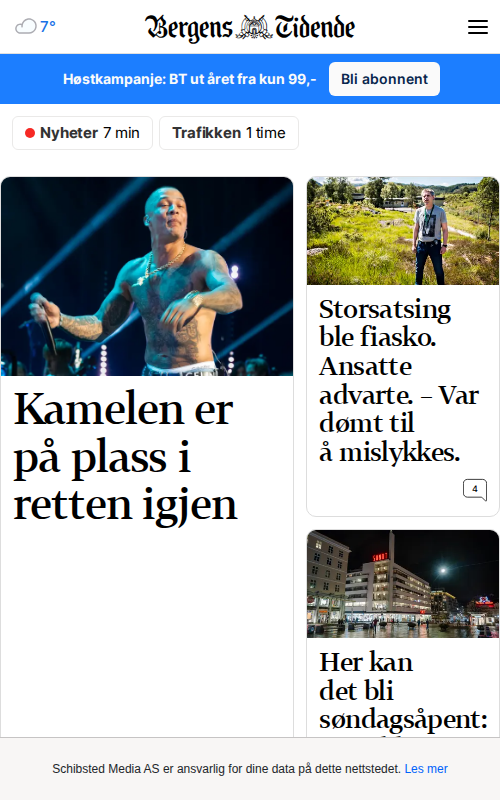 7°
Bergens Tidende
Høstkampanje: BT ut året fra kun 99,-
Bli abonnent
Nyheter 7 min
Trafikken 1 time
Kamelen er
på plass i
retten igjen
Storsatsing
ble fiasko.
Ansatte
advarte. – Var
dømt til
å mislykkes.
4
SUNDT
Her kan
det bli
søndagsåpent:
Schibsted Media AS er ansvarlig for dine data på dette nettstedet. Les mer